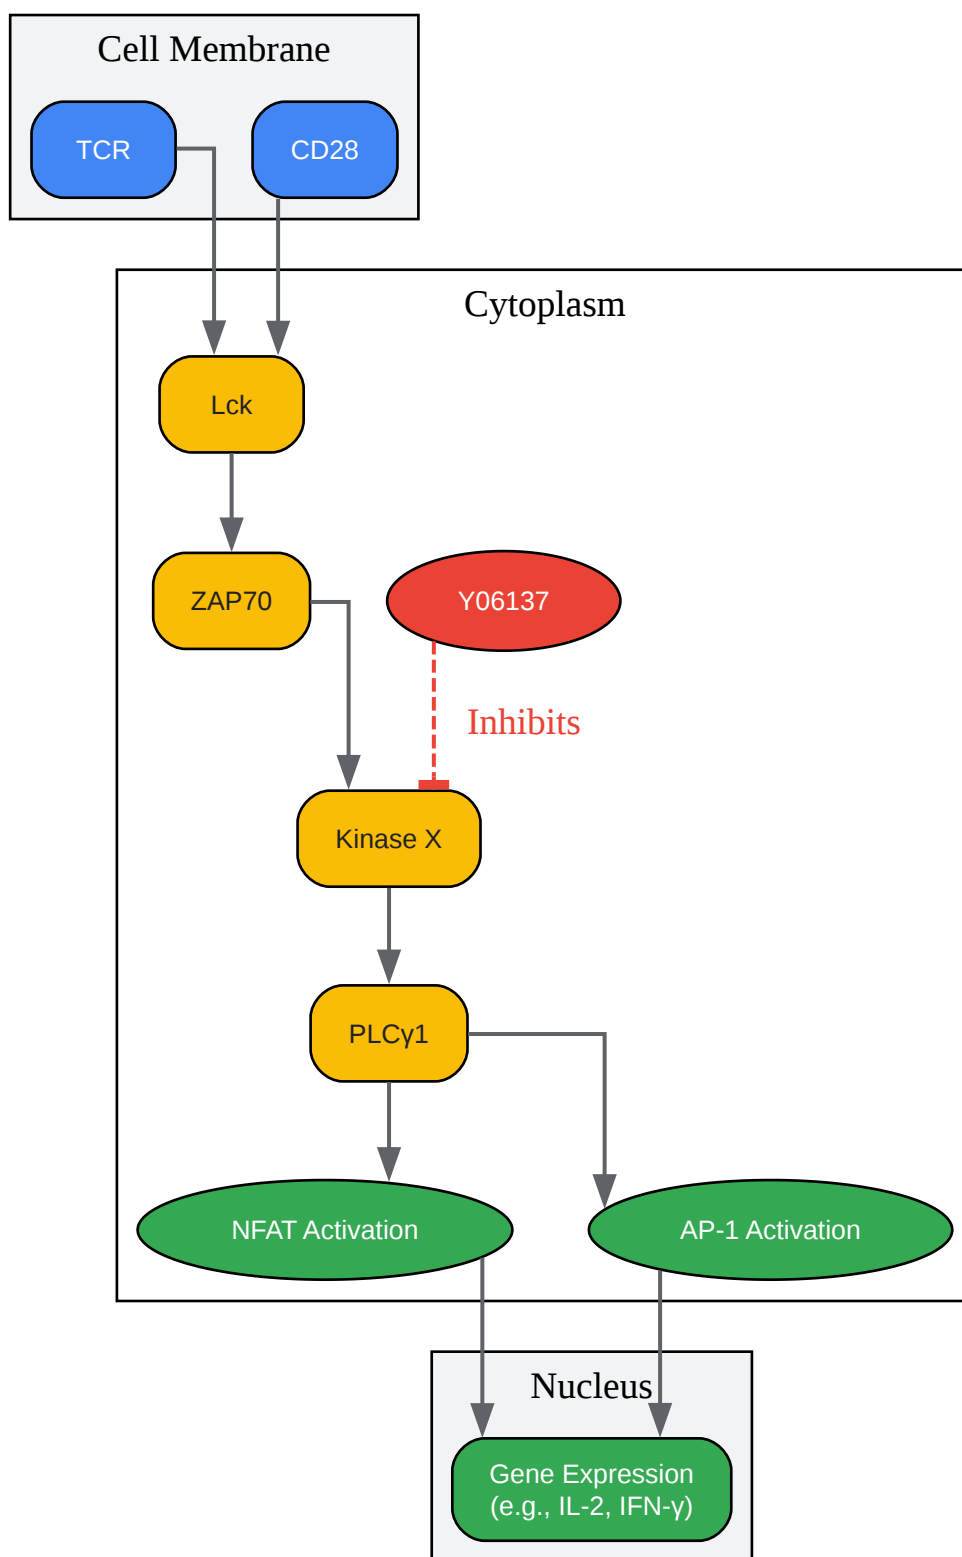 Cell Membrane
TCR
CD28
Cytoplasm
Lck
ZAP70
Y06137
Inhibits
Kinase X
PLCγ1
NFAT Activation
AP-1 Activation
Nucleus
Gene Expression
(e.g., IL-2, IFN-γ)